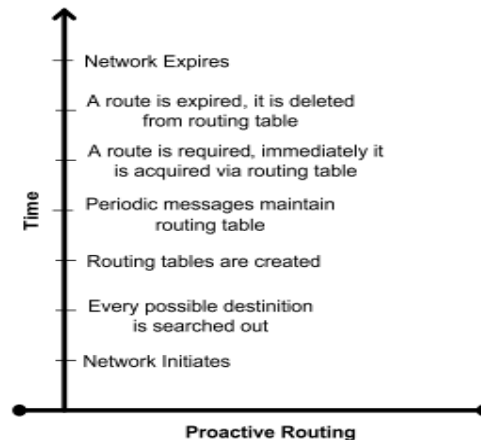 Network Expires
A route is expired, it is deleted
from routing table
A route is required, immediately it
is acquired via routing table
Periodic messages maintain
routing table
Routing tables are created
Every possible destinition
is searched out
Network Initiates
Time
Proactive Routing